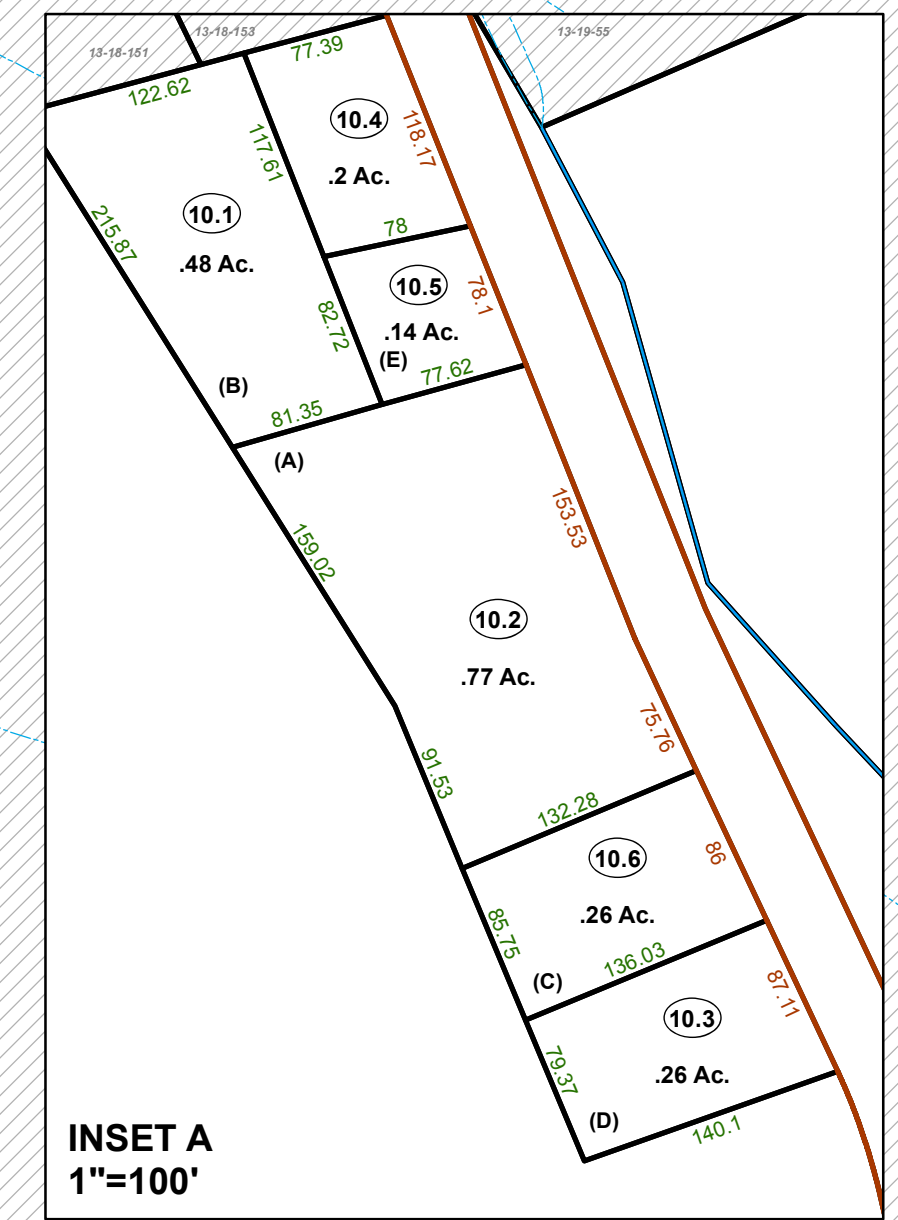 13-18-153
13-19-55
13-18-151
77.39
122.62
10.4
118.17
117.61
.2 Ac.
10.1
215.87
78
.48 Ac.
10.5
78.1
82.72
.14 Ac.
(E)
77.62
(B)
81.35
(A)
153.53
159.02
10.2
.77 Ac.
75.76
91.53
132.28
86
10.6
.26 Ac.
85.75
136.03
(C)
87.11
10.3
79.37
.26 Ac.
(D)
140.1
INSET A
1"=100'